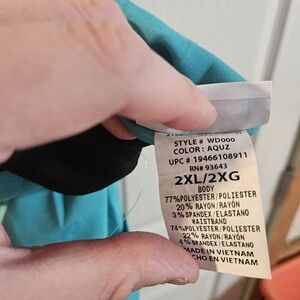 STYLE # WD000
COLOR : AQUZ
UPC # 19466108911
RN# 93643
2XL/2XG
BODY
77%POLYESTER/POLIESTER
20% RAYON/RAYÓN
3% SPANDEX/ELASTANO
WAISTBAND
74%POLYESTER/POLIESTER
22% RAYON/RAYÓN
4% SPANDEX/ELASTANO
MADE IN VIETNAM
CHO EN VIETNAM